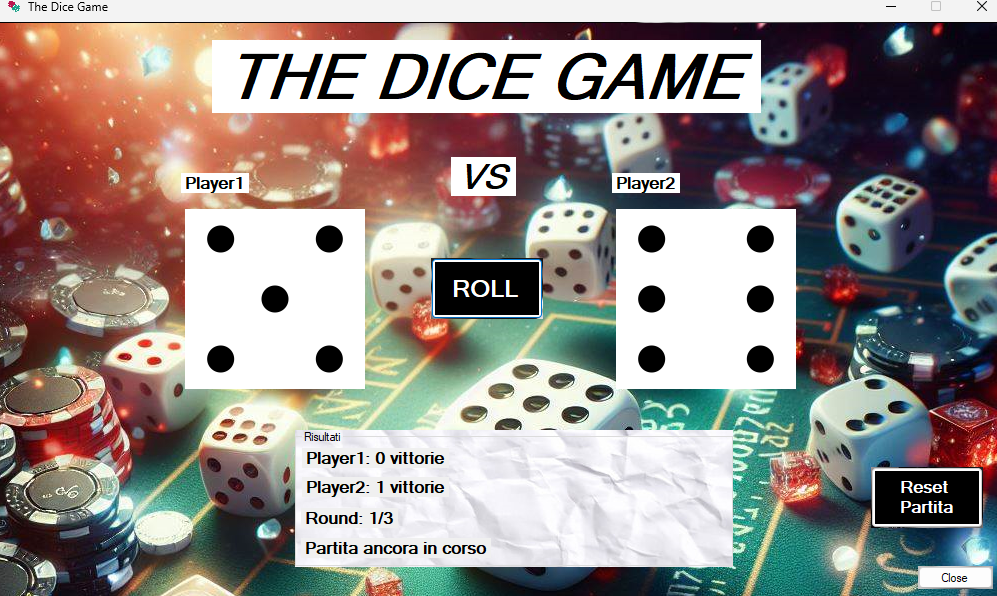 The Dice Game
THE DICE GAME
VS
Player1
Player2
ROLL
Risultati
Player1: 0 vittorie
Player2: 1 vittorie
Round: 1/3
Partita ancora in corso
Reset
Partita
Close